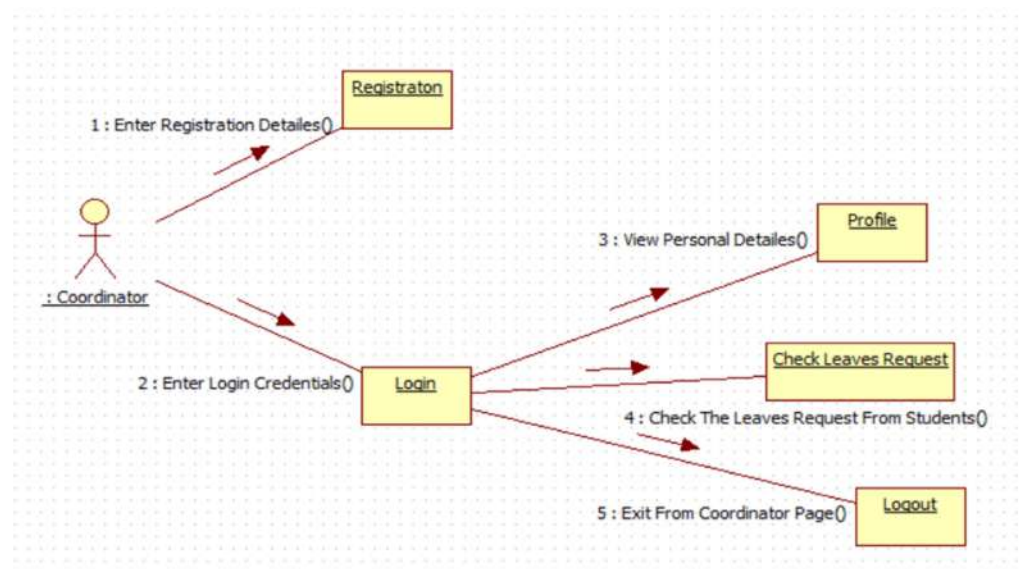 Registraton
1 : Enter Registration Detailes()
Profile
3 : View Personal Detailes()
: Coordinator
Check Leaves Request
2 : Enter Login Credentials()
Login
4 : Check The Leaves Request From Students()
Logout
5 : Exit From Coordinator Page()